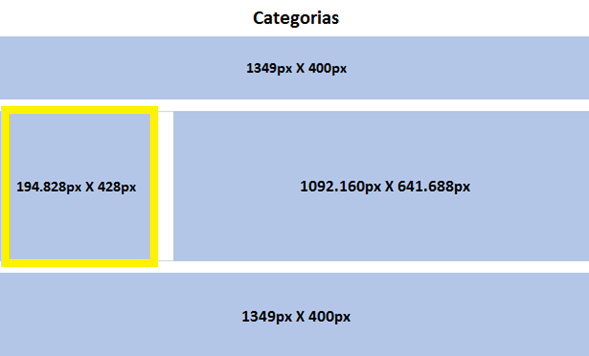 Categorias
1349px X 400px
194.828px X 428px
1092.160px X 641.688px
1349px X 400px